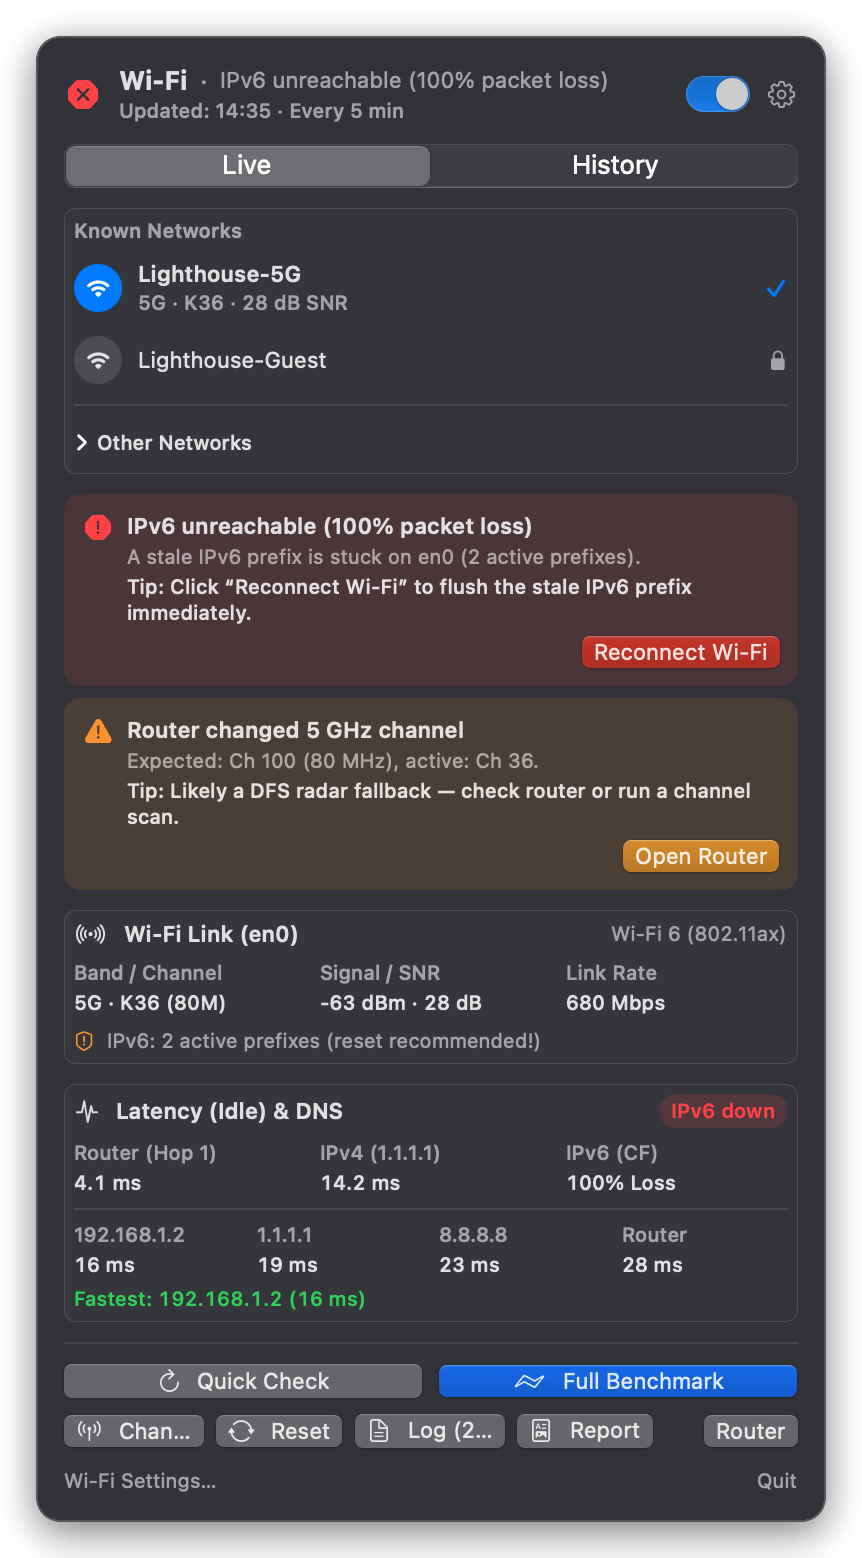 Wi-Fi · IPv6 unreachable (100% packet loss)
Updated: 14:35 · Every 5 min
Live
History
Known Networks
Lighthouse-5G
5G · K36 · 28 dB SNR
Lighthouse-Guest
Other Networks
IPv6 unreachable (100% packet loss)
A stale IPv6 prefix is stuck on en0 (2 active prefixes).
Tip: Click “Reconnect Wi-Fi” to flush the stale IPv6 prefix
immediately.
Reconnect Wi-Fi
Router changed 5 GHz channel
Expected: Ch 100 (80 MHz), active: Ch 36.
Tip: Likely a DFS radar fallback — check router or run a channel
scan.
Open Router
Wi-Fi Link (en0)
Wi-Fi 6 (802.11ax)
Band / Channel
Signal / SNR
Link Rate
5G · K36 (80M)
-63 dBm · 28 dB
680 Mbps
IPv6: 2 active prefixes (reset recommended!)
Latency (Idle) & DNS
IPv6 down
Router (Hop 1)
IPv4 (1.1.1.1)
IPv6 (CF)
4.1 ms
14.2 ms
100% Loss
192.168.1.2
1.1.1.1
8.8.8.8
Router
16 ms
19 ms
23 ms
28 ms
Fastest: 192.168.1.2 (16 ms)
Quick Check
Full Benchmark
Chan...
Reset
Log (2...
Report
Router
Wi-Fi Settings...
Quit